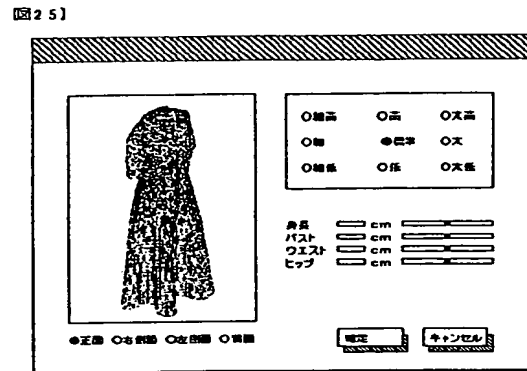 【図25】
○細高 ○高 ○太高
○細 ◉標準 ○太
○細低 ○低 ○太低
身長 cm
バスト cm
ウエスト cm
ヒップ cm
◉正面 ○右側面 ○左側面 ○背面
確定 キャンセル